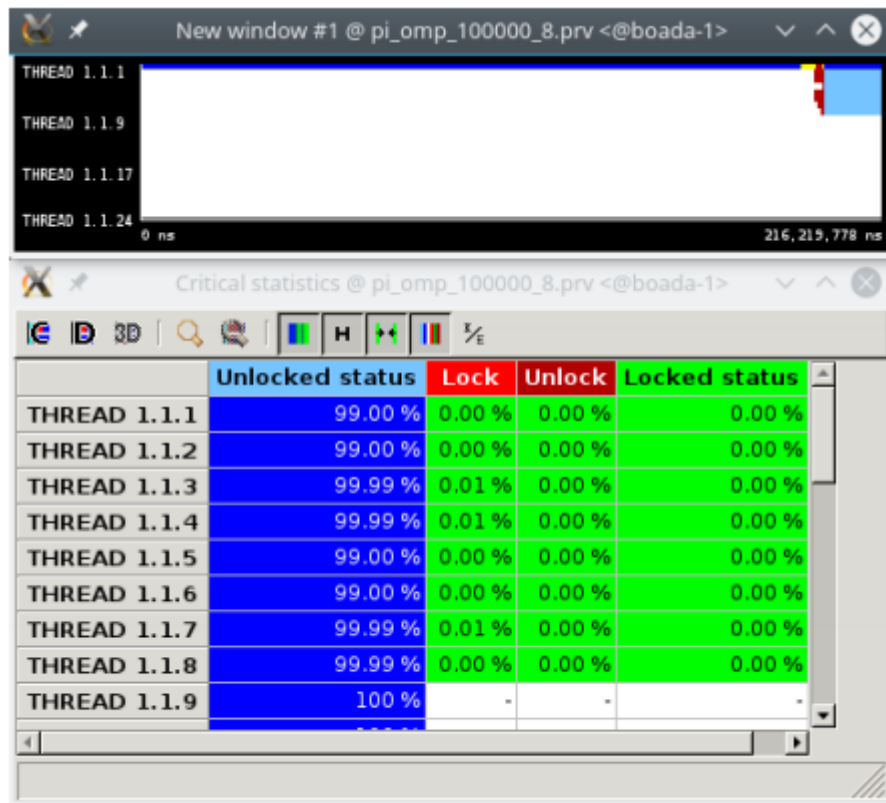 New window #1 @ pi_omp_100000_8.prv <@boada-1>
THREAD 1.1.1
THREAD 1.1.9
THREAD 1.1.17
THREAD 1.1.24
0 ns 216,219,778 ns
Critical statistics @ pi_omp_100000_8.prv <@boada-1>
3D H
Unlocked status Lock Unlock Locked status
THREAD 1.1.1 99.00 % 0.00 % 0.00 % 0.00 %
THREAD 1.1.2 99.00 % 0.00 % 0.00 % 0.00 %
THREAD 1.1.3 99.99 % 0.01 % 0.00 % 0.00 %
THREAD 1.1.4 99.99 % 0.01 % 0.00 % 0.00 %
THREAD 1.1.5 99.00 % 0.00 % 0.00 % 0.00 %
THREAD 1.1.6 99.00 % 0.00 % 0.00 % 0.00 %
THREAD 1.1.7 99.99 % 0.01 % 0.00 % 0.00 %
THREAD 1.1.8 99.99 % 0.00 % 0.00 % 0.00 %
THREAD 1.1.9 100 % - - -